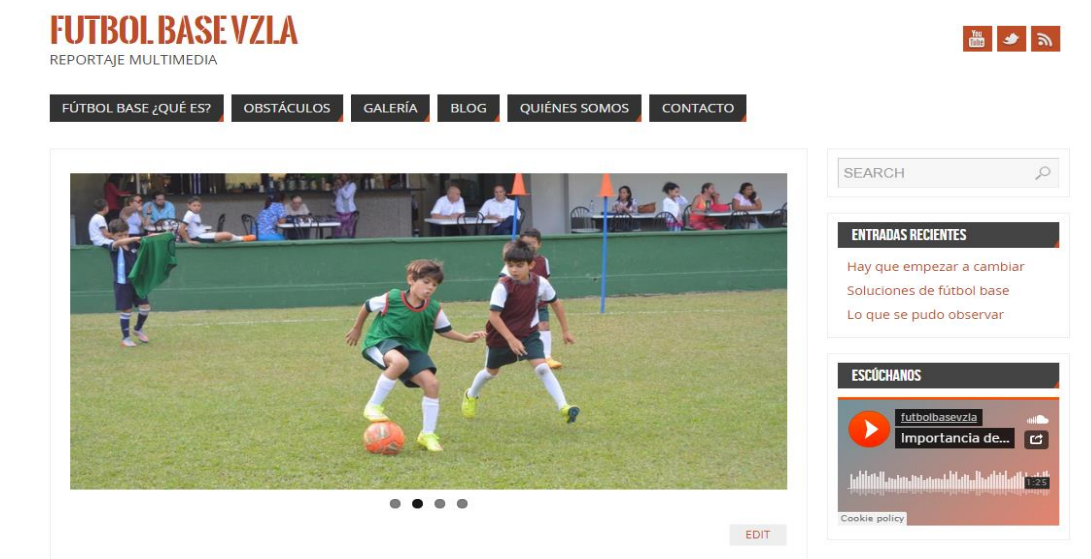 FUTBOL BASE VZLA
REPORTAJE MULTIMEDIA
You Tube
FÚTBOL BASE ¿QUÉ ES?
OBSTÁCULOS
GALERÍA
BLOG
QUIÉNES SOMOS
CONTACTO
SEARCH
ENTRADAS RECIENTES
Hay que empezar a cambiar
Soluciones de fútbol base
Lo que se pudo observar
ESCÚCHANOS
futbolbasevzla
Importancia de...
1:25
Cookie policy
EDIT